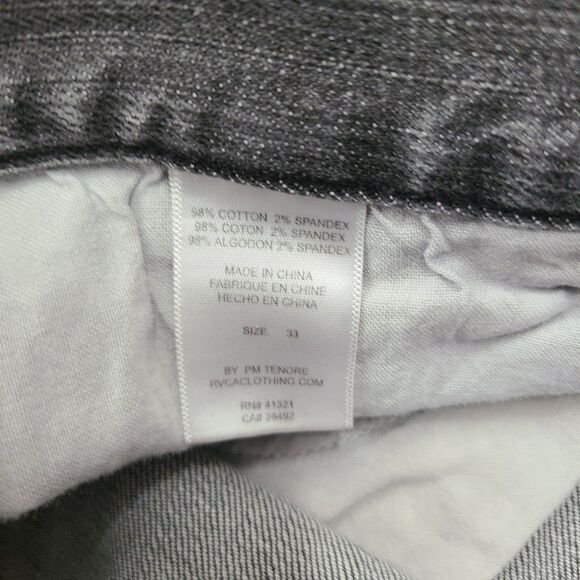 98% COTTON 2% SPANDEX
98% COTON 2% SPANDEX
98% ALGODON 2% SPANDEX
MADE IN CHINA
FABRIQUE EN CHINE
HECHO EN CHINA
SIZE: 33
BY PM TENORE
RVCACLOTHING.COM
RN# 41321
CA# 28492